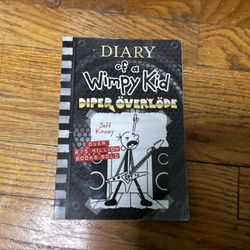 DIARY
of a
Wimpy Kid
DIPER ÖVERLÖDE
Jeff
Kinney
OVER
275 MILLION
BOOKS SOLD